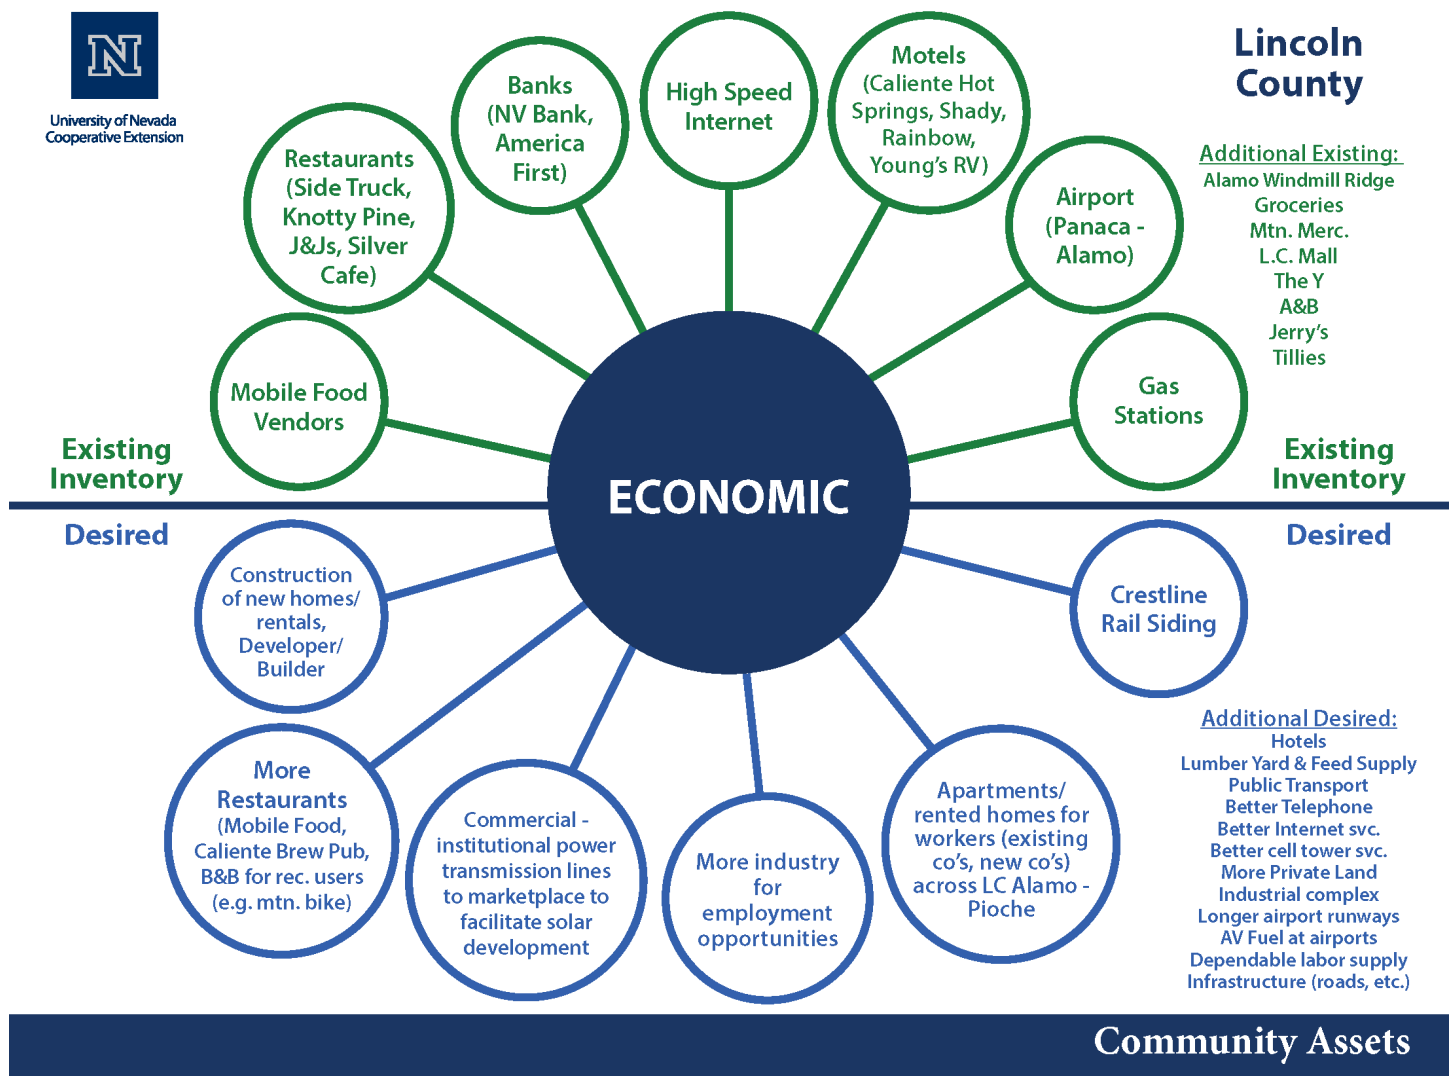 N
University of Nevada
Cooperative Extension
Lincoln
County
Restaurants
(Side Truck,
Knotty Pine,
J&Js, Silver
Cafe)
Banks
(NV Bank,
America
First)
High Speed
Internet
Motels
(Caliente Hot
Springs, Shady,
Rainbow,
Young's RV)
Airport
(Panaca -
Alamo)
Mobile Food
Vendors
Gas
Stations
Additional Existing:
Alamo Windmill Ridge
Groceries
Mtn. Merc.
L.C. Mall
The Y
A&B
Jerry's
Tillies
Existing
Inventory
Existing
Inventory
ECONOMIC
Desired
Desired
Construction
of new homes/
rentals,
Developer/
Builder
More
Restaurants
(Mobile Food,
Caliente Brew Pub,
B&B for rec. users
(e.g. mtn. bike)
Commercial -
institutional power
transmission lines
to marketplace to
facilitate solar
development
More industry
for
employment
opportunities
Apartments/
rented homes for
workers (existing
co's, new co's)
across LC Alamo -
Pioche
Crestline
Rail Siding
Additional Desired:
Hotels
Lumber Yard & Feed Supply
Public Transport
Better Telephone
Better Internet svc.
Better cell tower svc.
More Private Land
Industrial complex
Longer airport runways
AV Fuel at airports
Dependable labor supply
Infrastructure (roads, etc.)
Community Assets